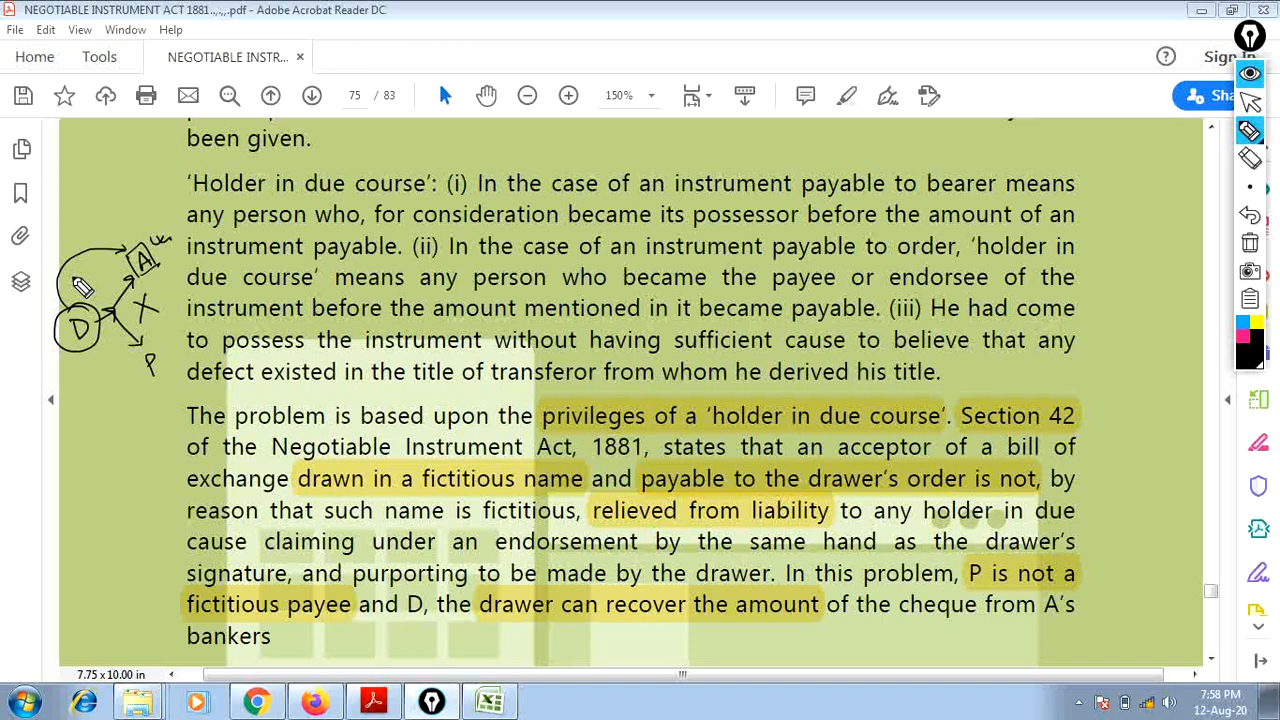 NEGOTIABLE INSTRUMENT ACT 1881.,.,,.pdf - Adobe Acrobat Reader DC
File Edit View Window Help
Home Tools NEGOTIABLE INSTR... × Sign In
75 / 83 150% Sha
been given.
‘Holder in due course’: (i) In the case of an instrument payable to bearer means
any person who, for consideration became its possessor before the amount of an
instrument payable. (ii) In the case of an instrument payable to order, ‘holder in
due course’ means any person who became the payee or endorsee of the
instrument before the amount mentioned in it became payable. (iii) He had come
to possess the instrument without having sufficient cause to believe that any
defect existed in the title of transferor from whom he derived his title.
A
X
D
P
The problem is based upon the privileges of a ‘holder in due course’. Section 42
of the Negotiable Instrument Act, 1881, states that an acceptor of a bill of
exchange drawn in a fictitious name and payable to the drawer’s order is not, by
reason that such name is fictitious, relieved from liability to any holder in due
cause claiming under an endorsement by the same hand as the drawer’s
signature, and purporting to be made by the drawer. In this problem, P is not a
fictitious payee and D, the drawer can recover the amount of the cheque from A’s
bankers
7.75 x 10.00 in
7:58 PM
12-Aug-20